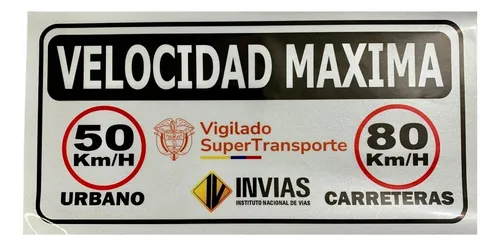 VELOCIDAD MAXIMA
50
Km/H
URBANO
Vigilado
SuperTransporte
INVIAS
INSTITUTO NACIONAL DE VIAS
80
Km/H
CARRETERAS